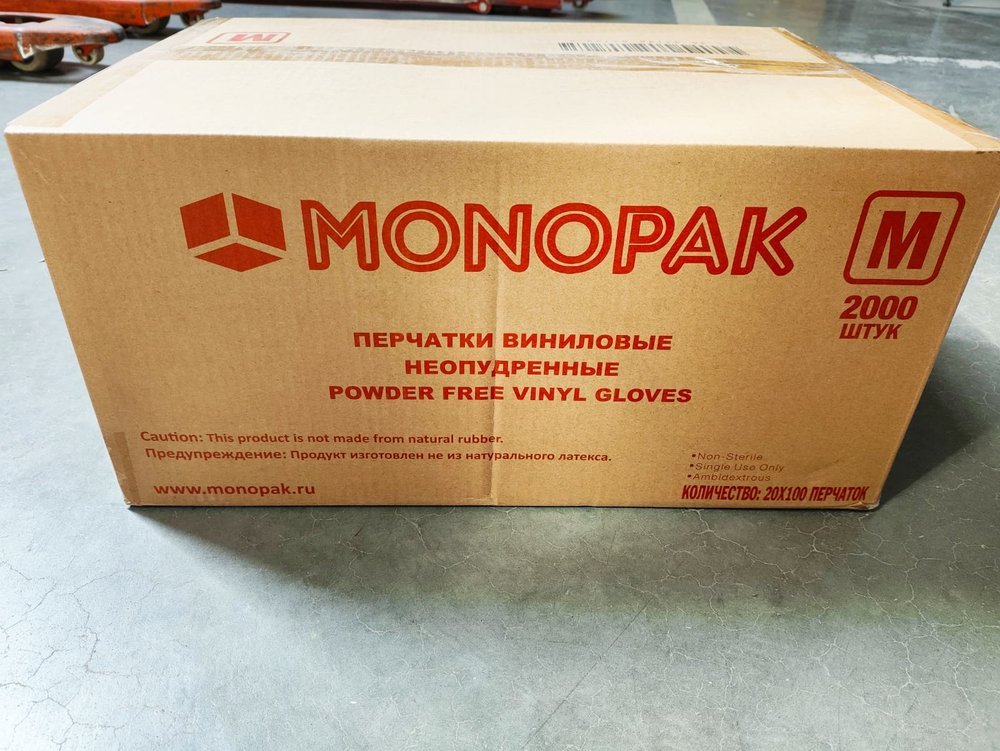 M
MONOPAK
M
2000
ШТУК
ПЕРЧАТКИ ВИНИЛОВЫЕ
НЕОПУДРЕННЫЕ
POWDER FREE VINYL GLOVES
Caution: This product is not made from natural rubber.
Предупреждение: Продукт изготовлен не из натурального латекса.
www.monopak.ru
•Non-Sterile
•Single Use Only
•Ambidextrous
КОЛИЧЕСТВО: 20X100 ПЕРЧАТОК